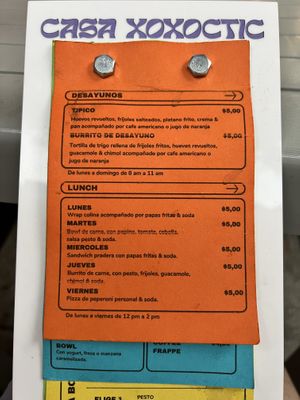 CASA XOXOCTIC
DESAYUNOS
TIPICO $5,00
Huevos revueltos, frijoles salteados, platano frito, crema &
pan acompañado por cafe americano o jugo de naranja
BURRITO DE DESAYUNO $5,00
Tortilla de trigo rellena de frijoles fritos, huevos revueltos,
guacamole & chimol acompañado por cafe americano o
jugo de naranja
De lunes a domingo de 8 am a 11 am
LUNCH
LUNES $5,00
Wrap colina acompañado por papas fritas & soda
MARTES $5,00
Bowl de carne, con pepino, tomate, cebolla,
salsa pesto & soda.
MIERCOLES $5,00
Sandwich pradera con papas fritas & soda.
JUEVES $5,00
Burrito de carne, con pesto, frijoles, guacamole,
chimol & soda.
VIERNES $5,00
Pizza de peperoni personal & soda.
De lunes a viernes de 12 pm a 2 pm
BOWL
Con yogurt, fresa o manzana
caramelizada.
COFFEE
FRAPPE
ELIGE 1
PESTO